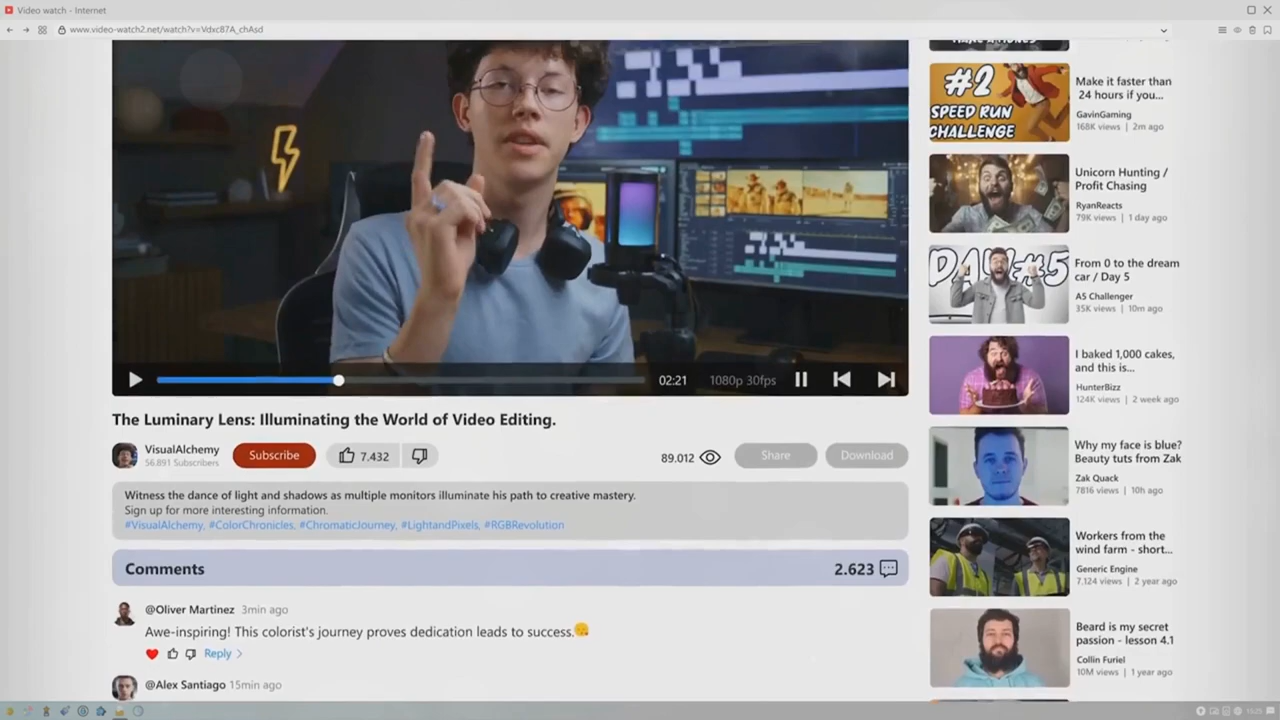 Video watch - Internet
www.video-watch2.net/watch?v=Vdxc87A_chAsd
#2
SPEED RUN
CHALLENGE
Make it faster than
24 hours if you...
GavinGaming
168K views | 2m ago
Unicorn Hunting /
Profit Chasing
RyanReacts
79K views | 1 day ago
DAY#5
From 0 to the dream
car / Day 5
A5 Challenger
35K views | 10m ago
I baked 1,000 cakes,
and this is...
HunterBizz
124K views | 2 week ago
Why my face is blue?
Beauty tuts from Zak
Zak Quack
7816 views | 10h ago
Workers from the
wind farm - short...
Generic Engine
7.124 views | 2 year ago
Beard is my secret
passion - lesson 4.1
Collin Furiel
10M views | 1 year ago
02:21
1080p 30fps
The Luminary Lens: Illuminating the World of Video Editing.
VisualAlchemy
56.891 Subscribers
Subscribe
7.432
89.012
Share
Download
Witness the dance of light and shadows as multiple monitors illuminate his path to creative mastery.
Sign up for more interesting information.
#VisualAlchemy, #ColorChronicles, #ChromaticJourney, #LightandPixels, #RGBRevolution
Comments
2.623
@Oliver Martinez 3min ago
Awe-inspiring! This colorist's journey proves dedication leads to success.
Reply
@Alex Santiago 15min ago